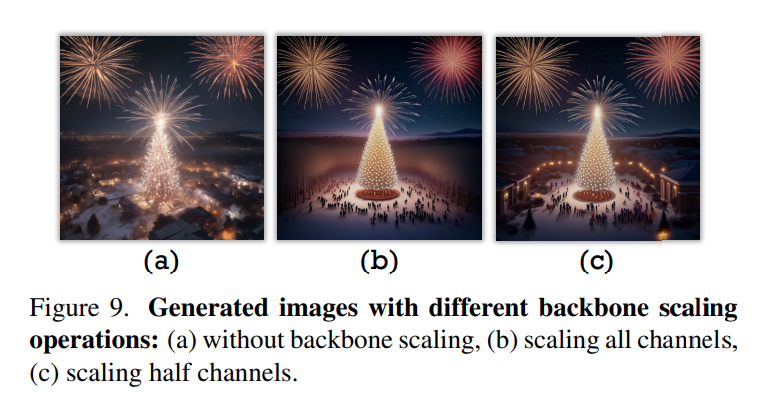 (a) (b) (c)
Figure 9. Generated images with different backbone scaling
operations: (a) without backbone scaling, (b) scaling all channels,
(c) scaling half channels.